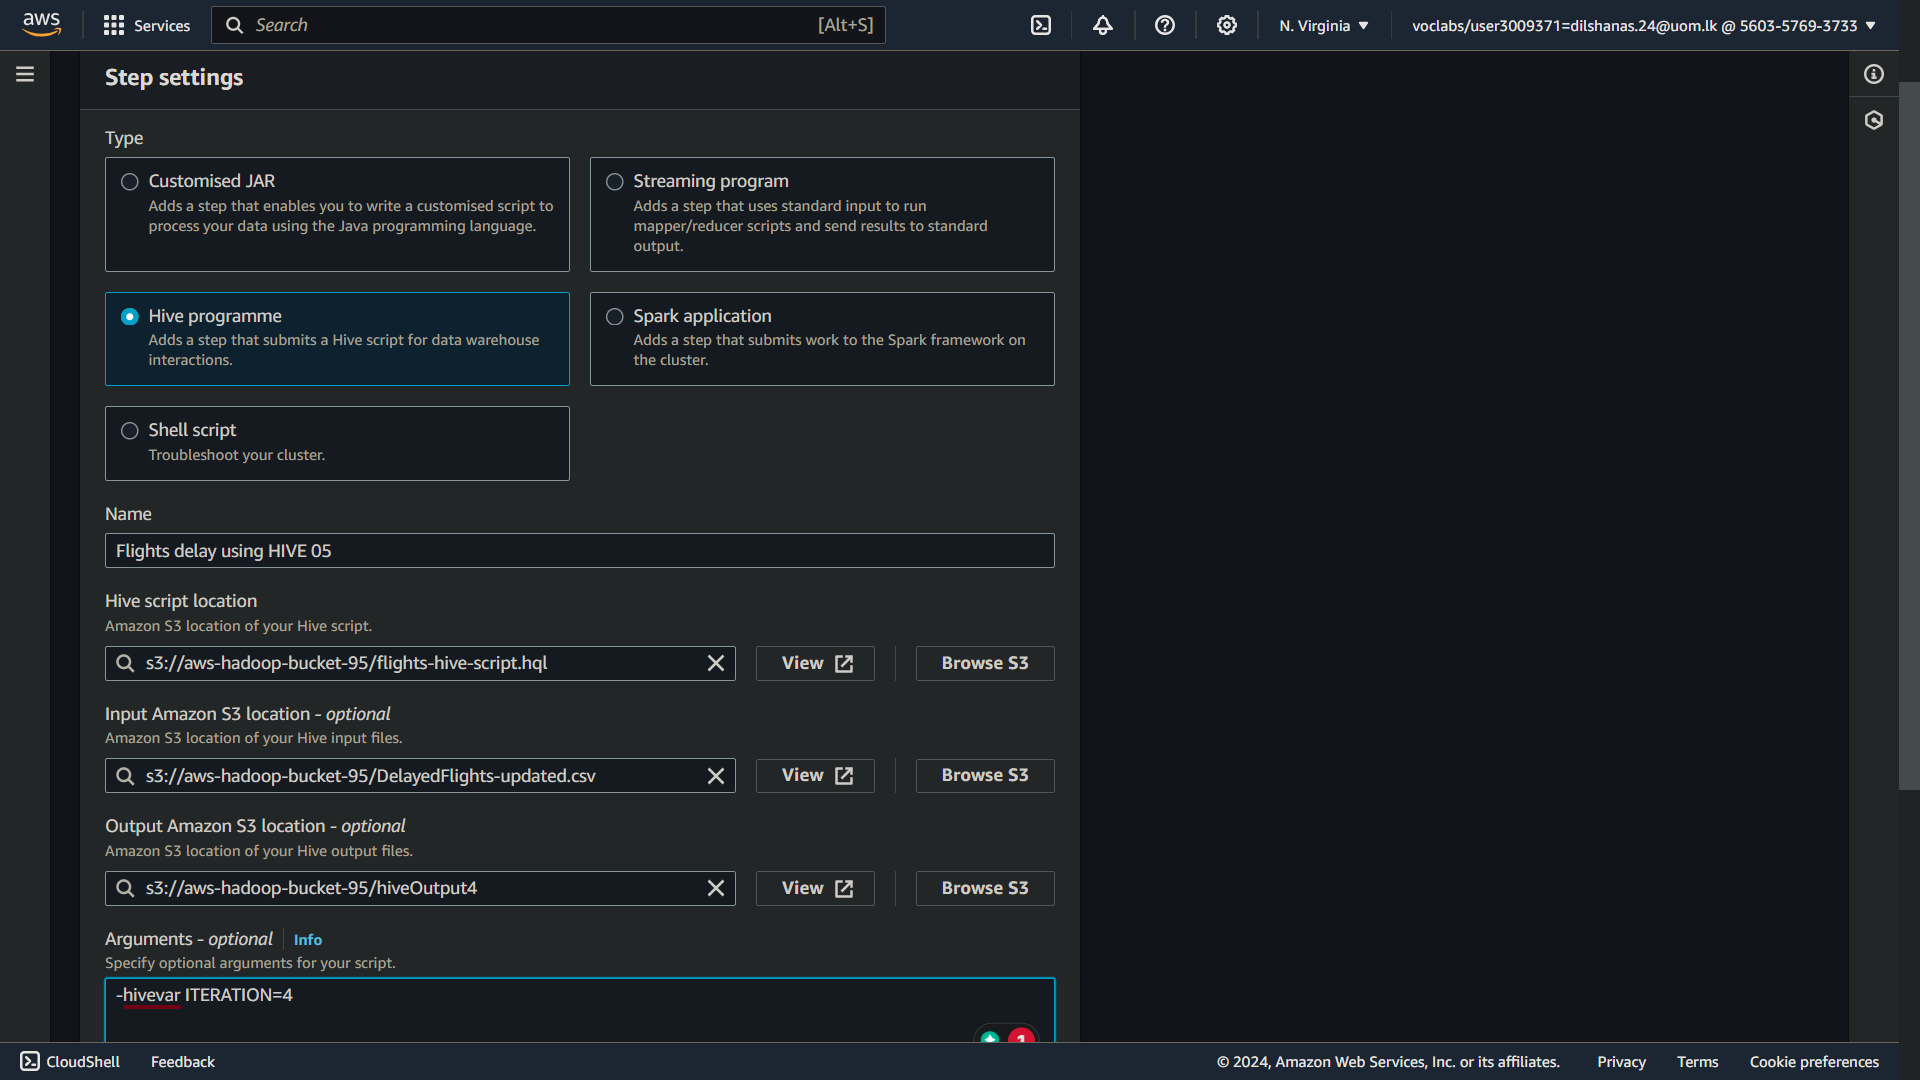 aws
Services
Search
[Alt+S]
N. Virginia
voclabs/user3009371=dilshanas.24@uom.lk @ 5603-5769-3733
Step settings
Type
Customised JAR
Adds a step that enables you to write a customised script to
process your data using the Java programming language.
Streaming program
Adds a step that uses standard input to run
mapper/reducer scripts and send results to standard
output.
Hive programme
Adds a step that submits a Hive script for data warehouse
interactions.
Spark application
Adds a step that submits work to the Spark framework on
the cluster.
Shell script
Troubleshoot your cluster.
Name
Flights delay using HIVE 05
Hive script location
Amazon S3 location of your Hive script.
s3://aws-hadoop-bucket-95/flights-hive-script.hql
View
Browse S3
Input Amazon S3 location - optional
Amazon S3 location of your Hive input files.
s3://aws-hadoop-bucket-95/DelayedFlights-updated.csv
View
Browse S3
Output Amazon S3 location - optional
Amazon S3 location of your Hive output files.
s3://aws-hadoop-bucket-95/hiveOutput4
View
Browse S3
Arguments - optional
Info
Specify optional arguments for your script.
-hivevar ITERATION=4
1
CloudShell
Feedback
© 2024, Amazon Web Services, Inc. or its affiliates.
Privacy
Terms
Cookie preferences